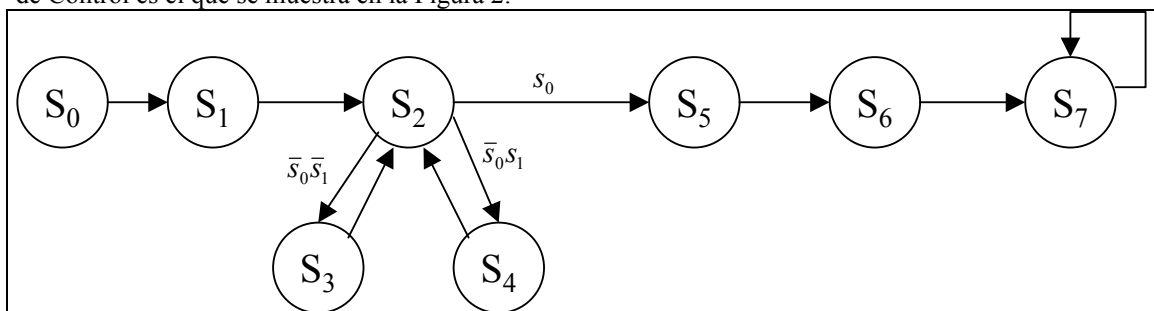 de Control es el que se muestra en la Figura 2.
S₀ S₁ S₂ s₀ S₅ S₆ S₇
s̅₀s̅₁ s̅₀s₁
S₃ S₄